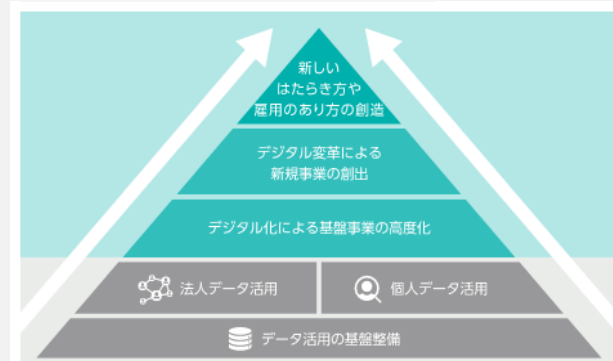 新しい
はたらき方や
雇用のあり方の創造
デジタル変革による
新規事業の創出
デジタル化による基盤事業の高度化
法人データ活用
個人データ活用
データ活用の基盤整備